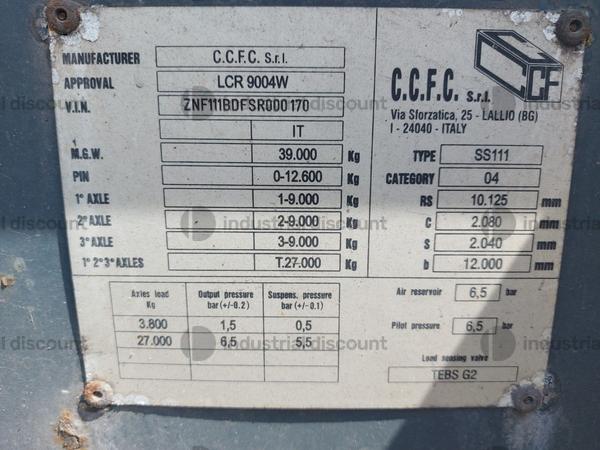 MANUFACTURER C.C.F.C. S.r.l.
APPROVAL LCR 9004W
V.I.N. ZNF111BDFSR000170
IT
M.G.W. 39.000 Kg
PIN 0-12.600 Kg
1° AXLE 1-9.000 Kg
2° AXLE 2-9.000 Kg
3° AXLE 3-9.000 Kg
1° 2° 3° AXLES T.27.000 Kg
CCF
C.C.F.C. S.r.l.
Via Sforzatica, 25 - LALLIO (BG)
I - 24040 - ITALY
TYPE SS111
CATEGORY 04
RS 10.125 mm
C 2.080 mm
S 2.040 mm
b 12.000 mm
Axles load Kg Output pressure bar (+/-0.2) Suspens. pressure bar (+/-0.1)
3.800 1,5 0,5
27.000 6,5 5,5
Air reservoir 6,5 bar
Pilot pressure 6,5 bar
Load sensing valve
TEBS G2
industrial discount